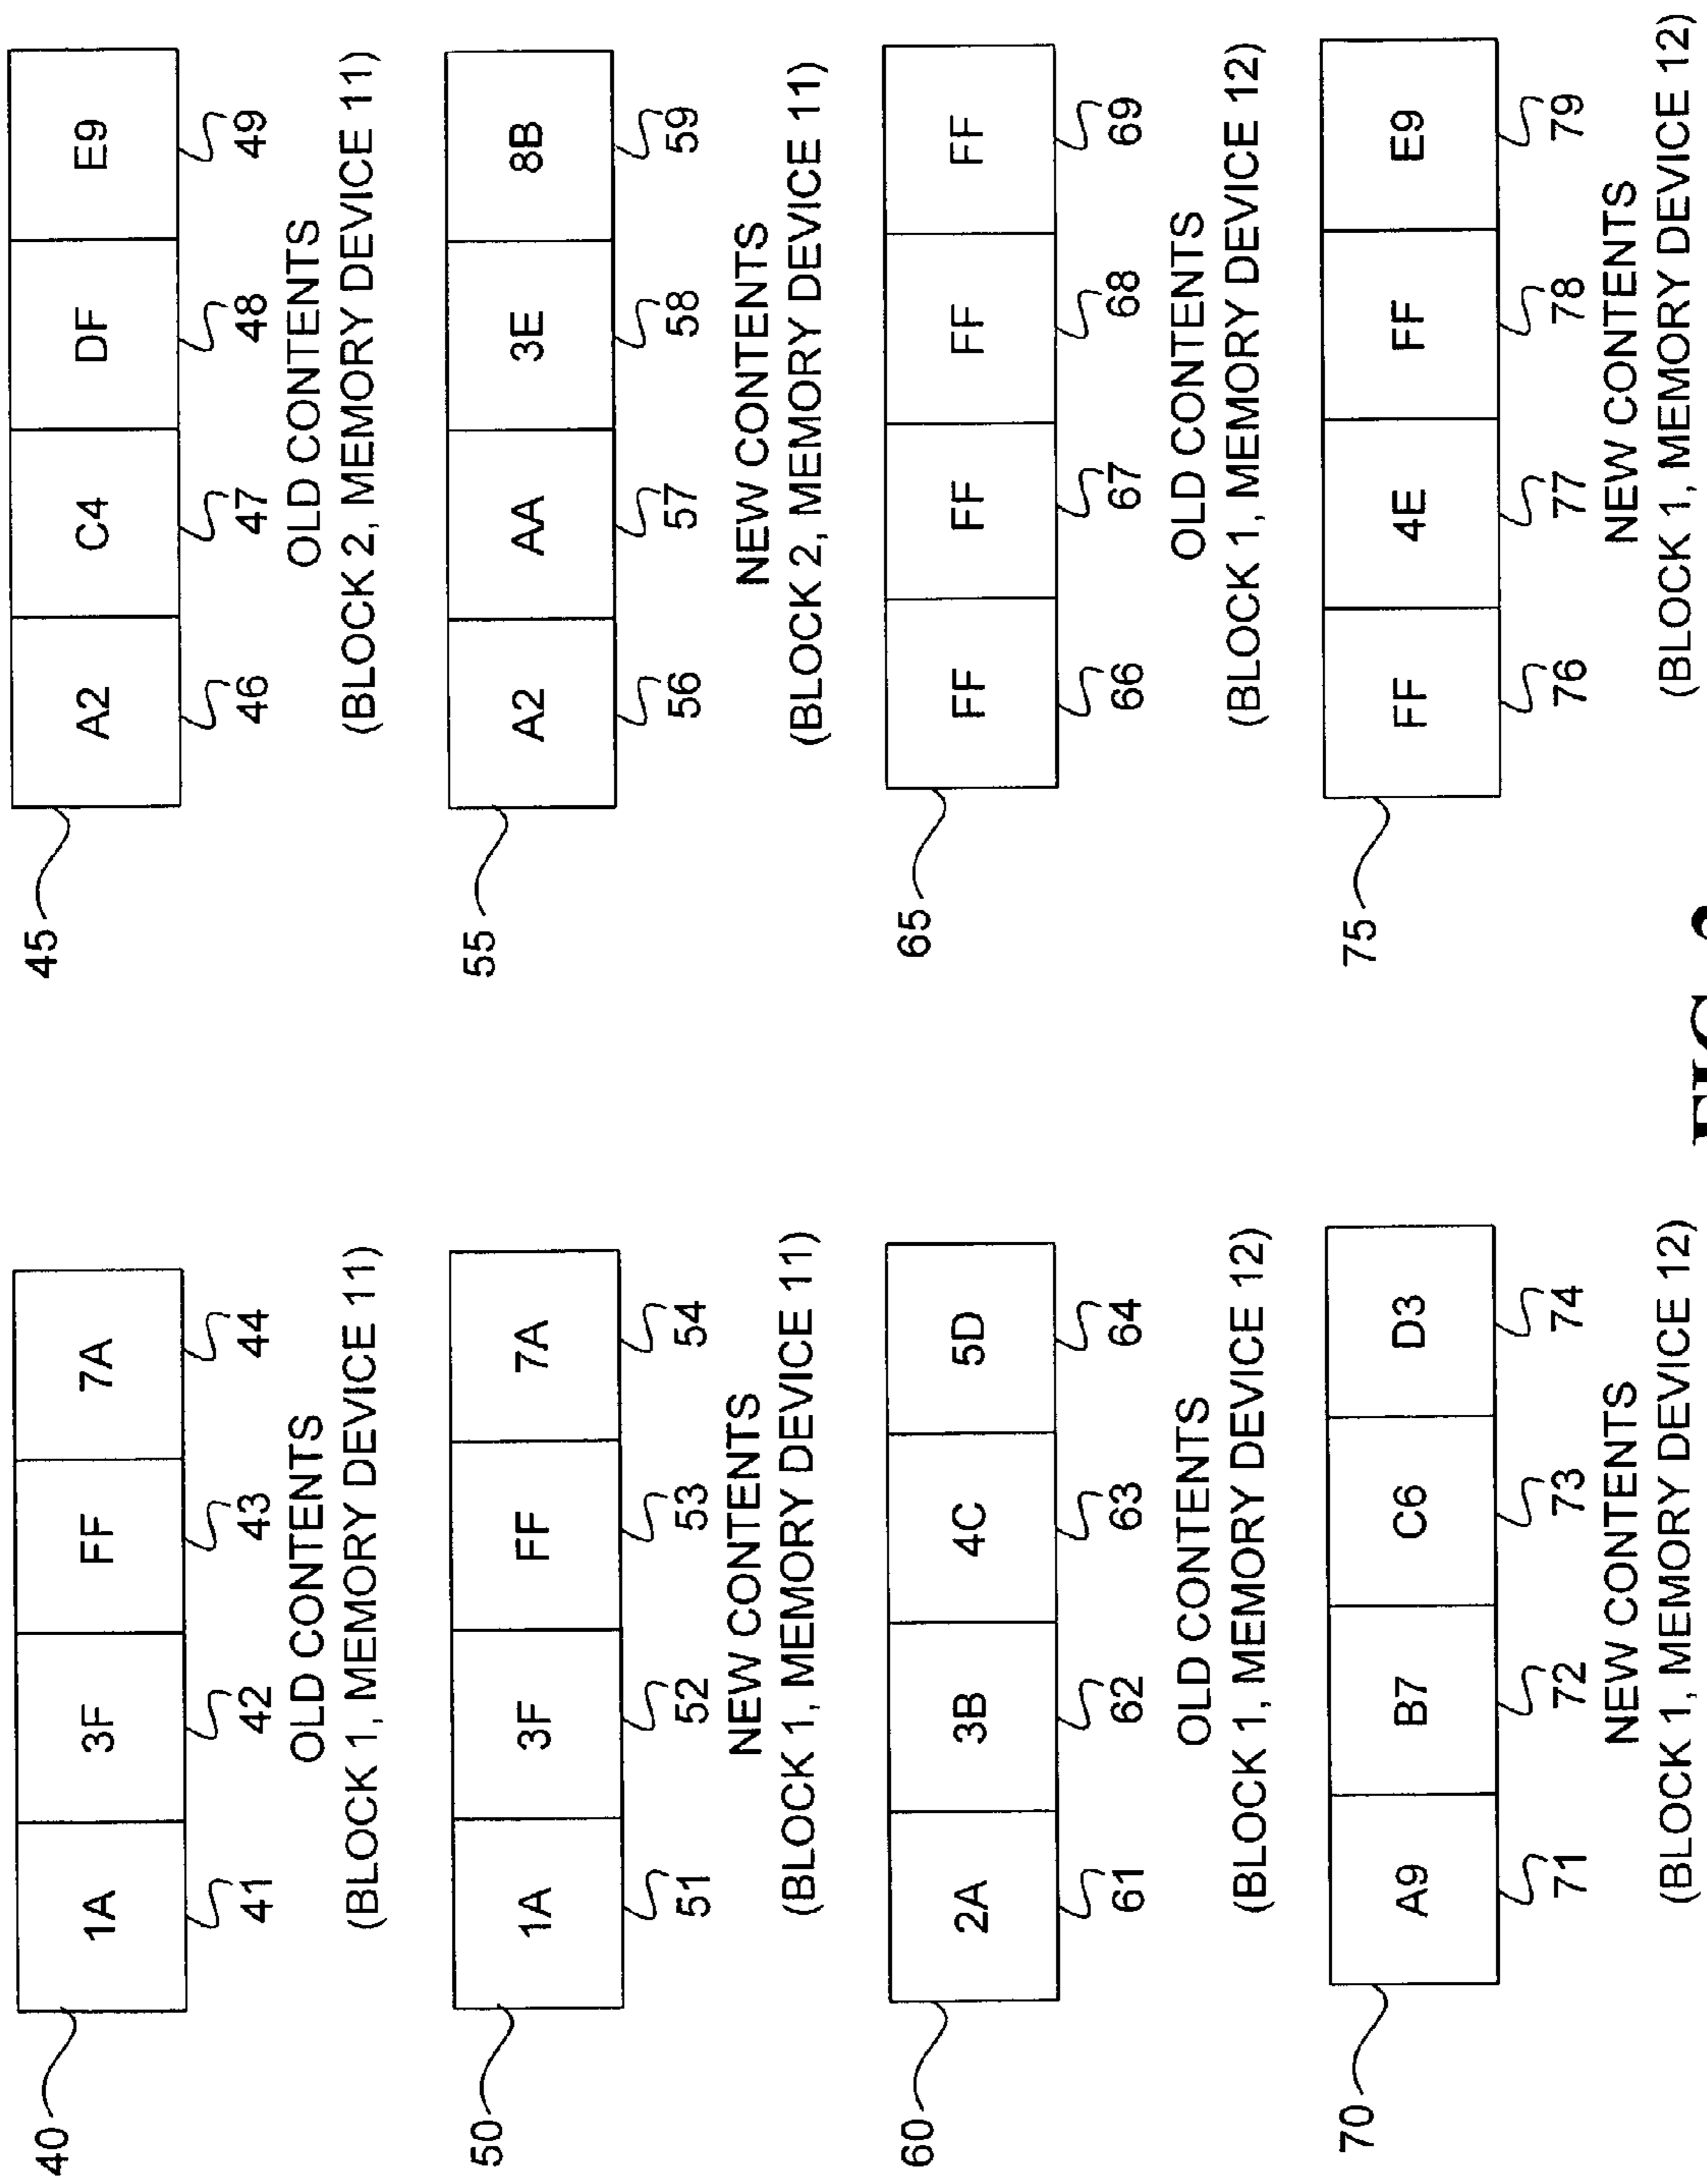 40
1A 3F FF 7A
41 42 43 44
OLD CONTENTS
(BLOCK 1, MEMORY DEVICE 11)
45
A2 C4 DF E9
46 47 48 49
OLD CONTENTS
(BLOCK 2, MEMORY DEVICE 11)
50
1A 3F FF 7A
51 52 53 54
NEW CONTENTS
(BLOCK 1, MEMORY DEVICE 11)
55
A2 AA 3E 8B
56 57 58 59
NEW CONTENTS
(BLOCK 2, MEMORY DEVICE 11)
60
2A 3B 4C 5D
61 62 63 64
OLD CONTENTS
(BLOCK 1, MEMORY DEVICE 12)
65
FF FF FF FF
66 67 68 69
OLD CONTENTS
(BLOCK 1, MEMORY DEVICE 12)
70
A9 B7 C6 D3
71 72 73 74
NEW CONTENTS
(BLOCK 1, MEMORY DEVICE 12)
75
FF 4E FF E9
76 77 78 79
NEW CONTENTS
(BLOCK 1, MEMORY DEVICE 12)
FIG.